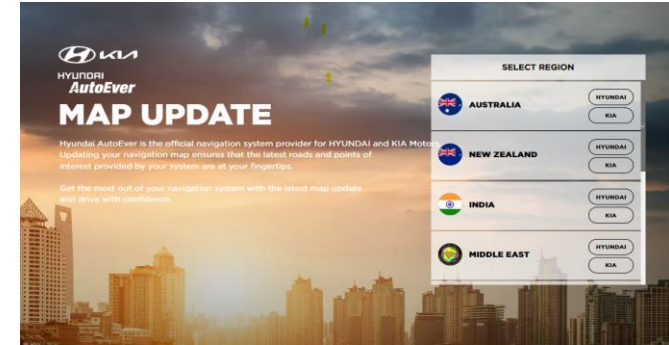 KIA
HYUNDAI
AutoEver
MAP UPDATE
Hyundai AutoEver is the official navigation system provider for HYUNDAI and KIA Motors.
Updating your navigation map ensures that the latest roads and points of
interest provided by your system are at your fingertips.
Get the most out of your navigation system with the latest map update
and drive with confidence.
SELECT REGION
AUSTRALIA
HYUNDAI
KIA
NEW ZEALAND
HYUNDAI
KIA
INDIA
HYUNDAI
KIA
MIDDLE EAST
HYUNDAI
KIA